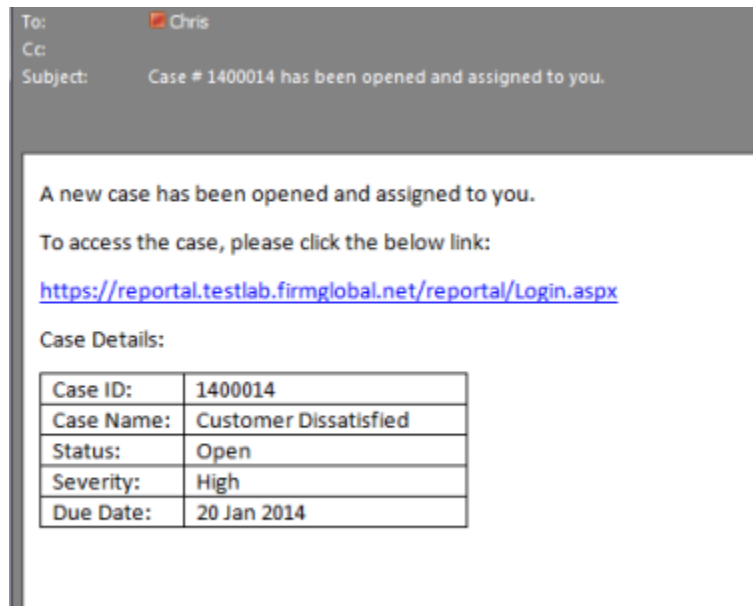 To: Chris
Cc:
Subject: Case # 1400014 has been opened and assigned to you.
A new case has been opened and assigned to you.
To access the case, please click the below link:
https://reportal.testlab.firmglobal.net/reportal/Login.aspx
Case Details:
Case ID: 1400014
Case Name: Customer Dissatisfied
Status: Open
Severity: High
Due Date: 20 Jan 2014